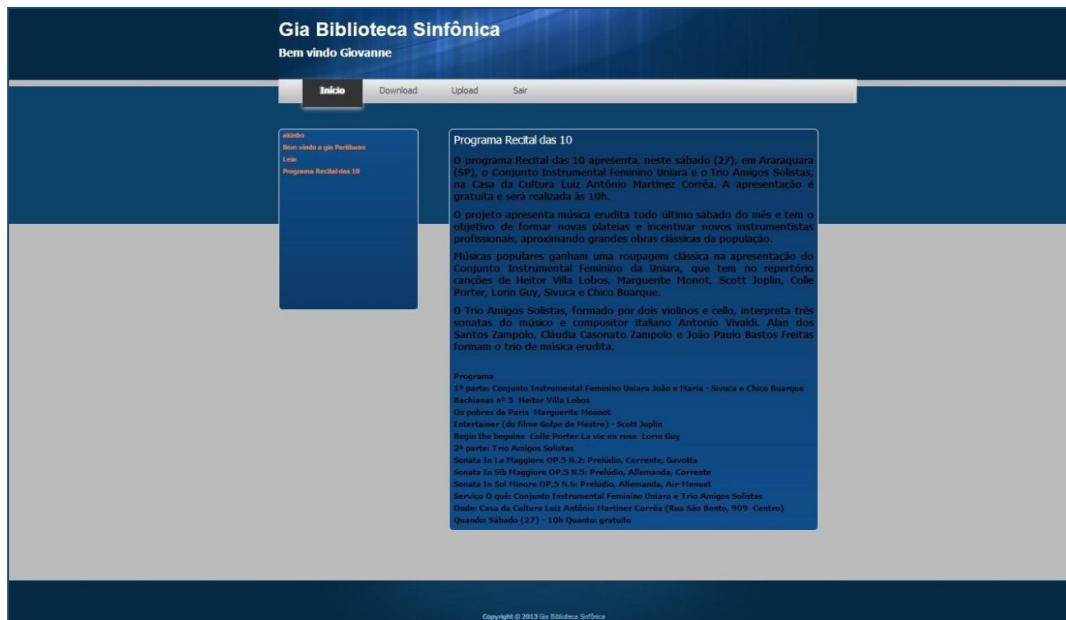 Gia Biblioteca Sinfônica
Bem vindo Giovanne
Início Download Upload Sair
akinbo
Bem vindo a gia Partituras
Leia
Programa Recital das 10
Programa Recital das 10
O programa Recital das 10 apresenta, neste sábado (27), em Araraquara
(SP), o Conjunto Instrumental Feminino Uniara e o Trio Amigos Solistas,
na Casa da Cultura Luiz Antônio Martinez Corrêa. A apresentação é
gratuita e será realizada às 10h.
O projeto apresenta música erudita todo último sábado do mês e tem o
objetivo de formar novas plateias e incentivar novos instrumentistas
profissionais, aproximando grandes obras clássicas da população.
Músicas populares ganham uma roupagem clássica na apresentação do
Conjunto Instrumental Feminino da Uniara, que tem no repertório
canções de Heitor Villa Lobos, Marguerite Monot, Scott Joplin, Colle
Porter, Lorin Guy, Sivuca e Chico Buarque.
O Trio Amigos Solistas, formado por dois violinos e cello, interpreta três
sonatas do músico e compositor italiano Antonio Vivaldi. Alan dos
Santos Zampolo, Cláudia Casonato Zampolo e João Paulo Bastos Freitas
formam o trio de música erudita.
Programa
1ª parte: Conjunto Instrumental Feminino Uniara João e Maria - Sivuca e Chico Buarque
Bachianas nº 5 Heitor Villa Lobos
Os pobres de Paris Marguerite Monnot
Entertainer (do filme Golpe de Mestre) - Scott Joplin
Begin the beguine Colle Porter La vie en rose Lorin Guy
2ª parte: Trio Amigos Solistas
Sonata In La Maggiore OP.5 N.2: Prelúdio, Corrente, Gavotta
Sonata In Sib Maggiore OP.5 N.5: Prelúdio, Allemanda, Corrente
Sonata In Sol Minore OP.5 N.6: Prelúdio, Allemanda, Air-Menuet
Serviço O quê: Conjunto Instrumental Feminino Uniara e Trio Amigos Solistas
Onde: Casa da Cultura Luiz Antônio Martinez Corrêa (Rua São Bento, 909 Centro)
Quando: Sábado (27) - 10h Quanto: gratuito
Copyright © 2013 Gia Biblioteca Sinfônica